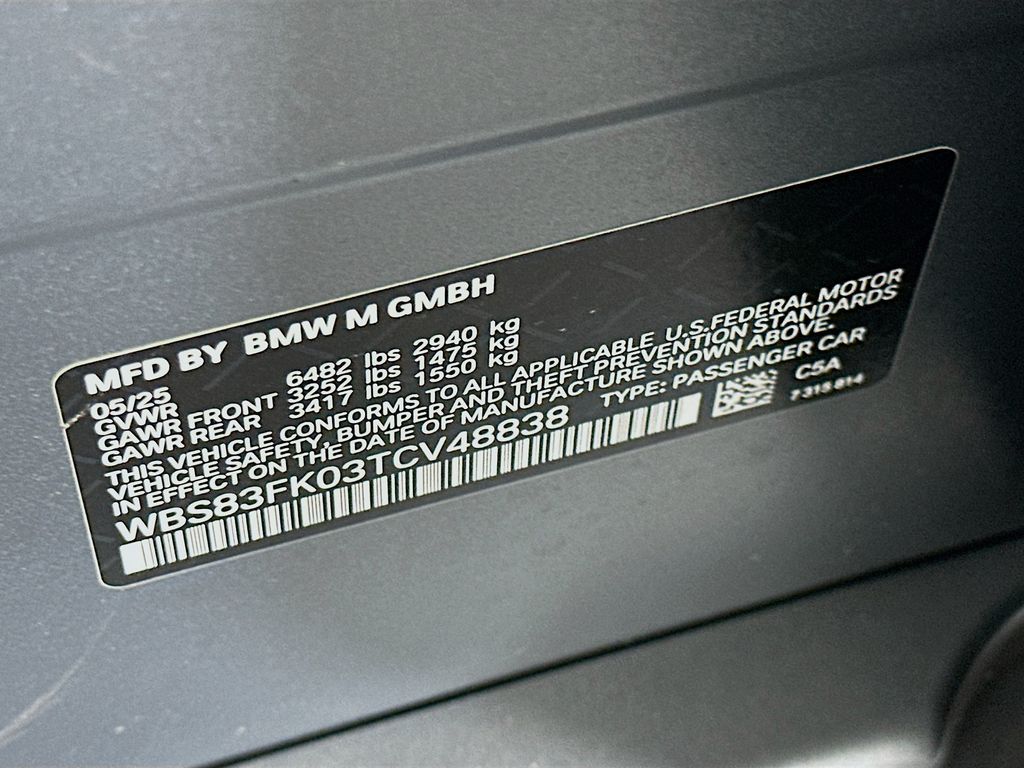 MFD BY BMW M GMBH
05/25
GVWR 6482 lbs 2940 kg
GAWR FRONT 3252 lbs 1475 kg
GAWR REAR 3417 lbs 1550 kg
THIS VEHICLE CONFORMS TO ALL APPLICABLE U.S.FEDERAL MOTOR
VEHICLE SAFETY, BUMPER AND THEFT PREVENTION STANDARDS
IN EFFECT ON THE DATE OF MANUFACTURE SHOWN ABOVE.
WBS83FK03TCV48838 TYPE: PASSENGER CAR
C5A
7 318 814